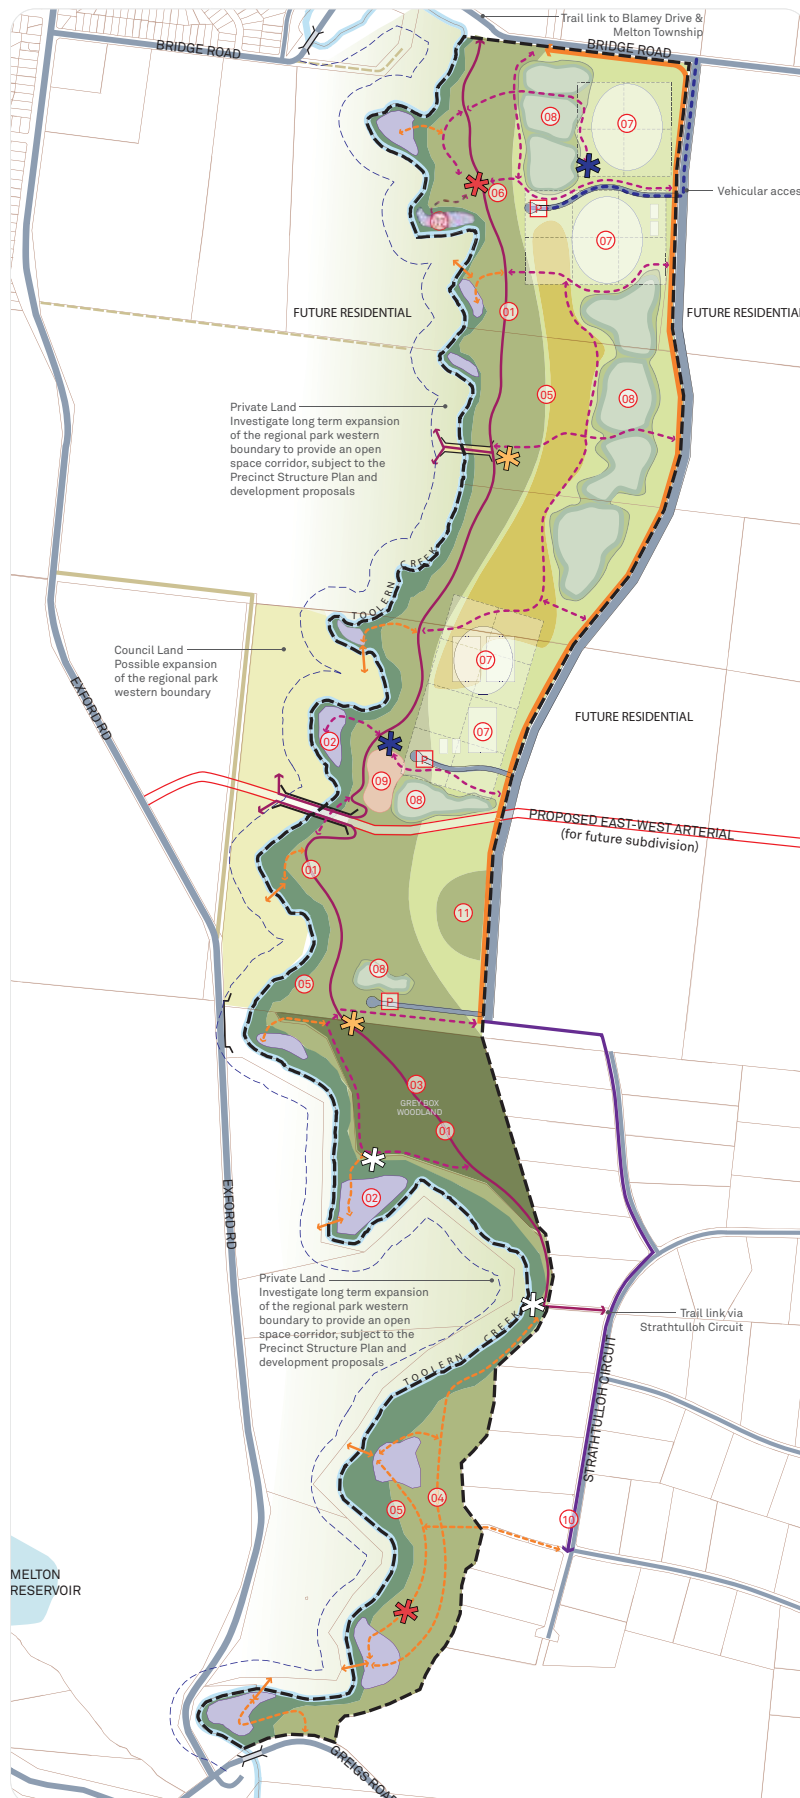 Trail link to Blamey Drive &
Melton Township
BRIDGE ROAD
BRIDGE ROAD
08
07
06
P
02
Vehicular acces
07
01
FUTURE RESIDENTIAL
FUTURE RESIDENTIA
05
08
Private Land
Investigate long term expansion
of the regional park western
boundary to provide an open
space corridor, subject to the
Precinct Structure Plan and
development proposals
TOOLERN CREEK
Council Land
Possible expansion
of the regional park
western boundary
07
EXFORD RD
FUTURE RESIDENTIAL
02
07
P
09
08
PROPOSED EAST-WEST ARTERIAL
(for future subdivision)
01
11
08
05
P
03
GREY BOX
WOODLAND
01
02
EXFORD RD
Private Land
Investigate long term expansion
of the regional park western
boundary to provide an open
space corridor, subject to the
Precinct Structure Plan and
development proposals
Trail link via
Strathtulloh Circuit
TOOLERN CREEK
STRATHTULLOH CIRCUIT
04
05
10
MELTON
RESERVOIR
GREIGS ROAD